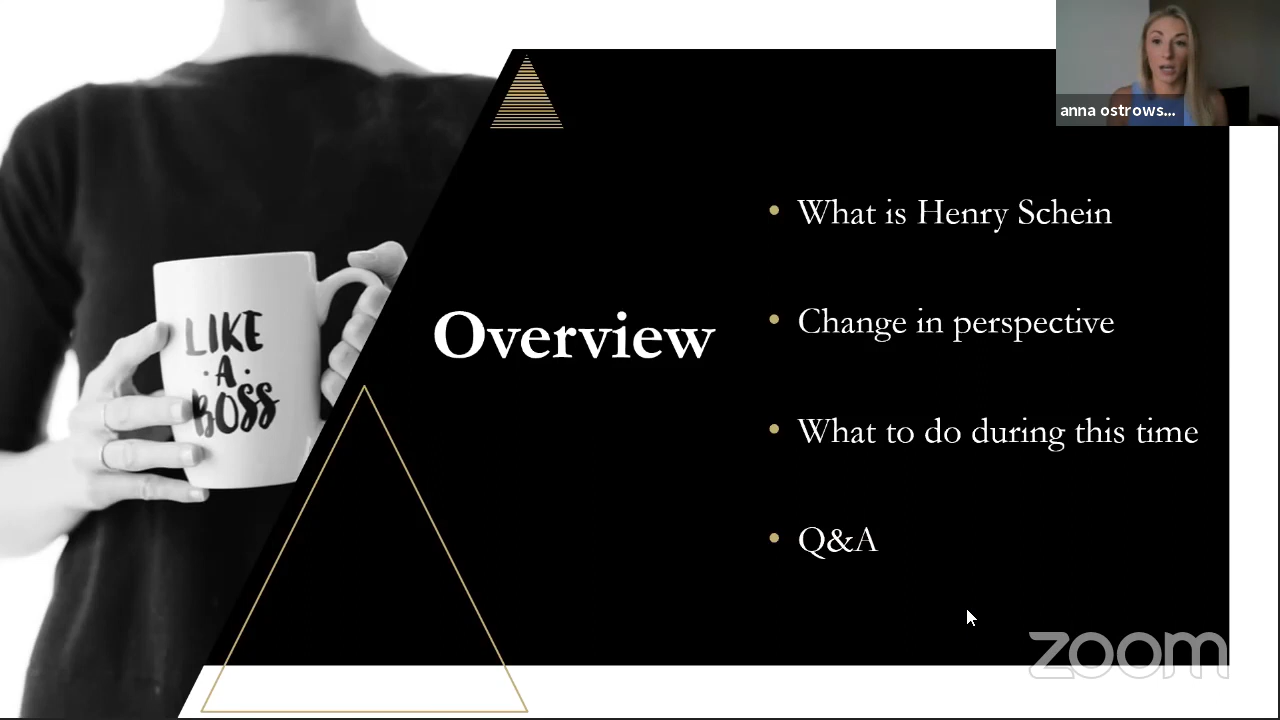 anna ostrows...
LIKE
·A·
BOSS
Overview
• What is Henry Schein
• Change in perspective
• What to do during this time
• Q&A
zoom